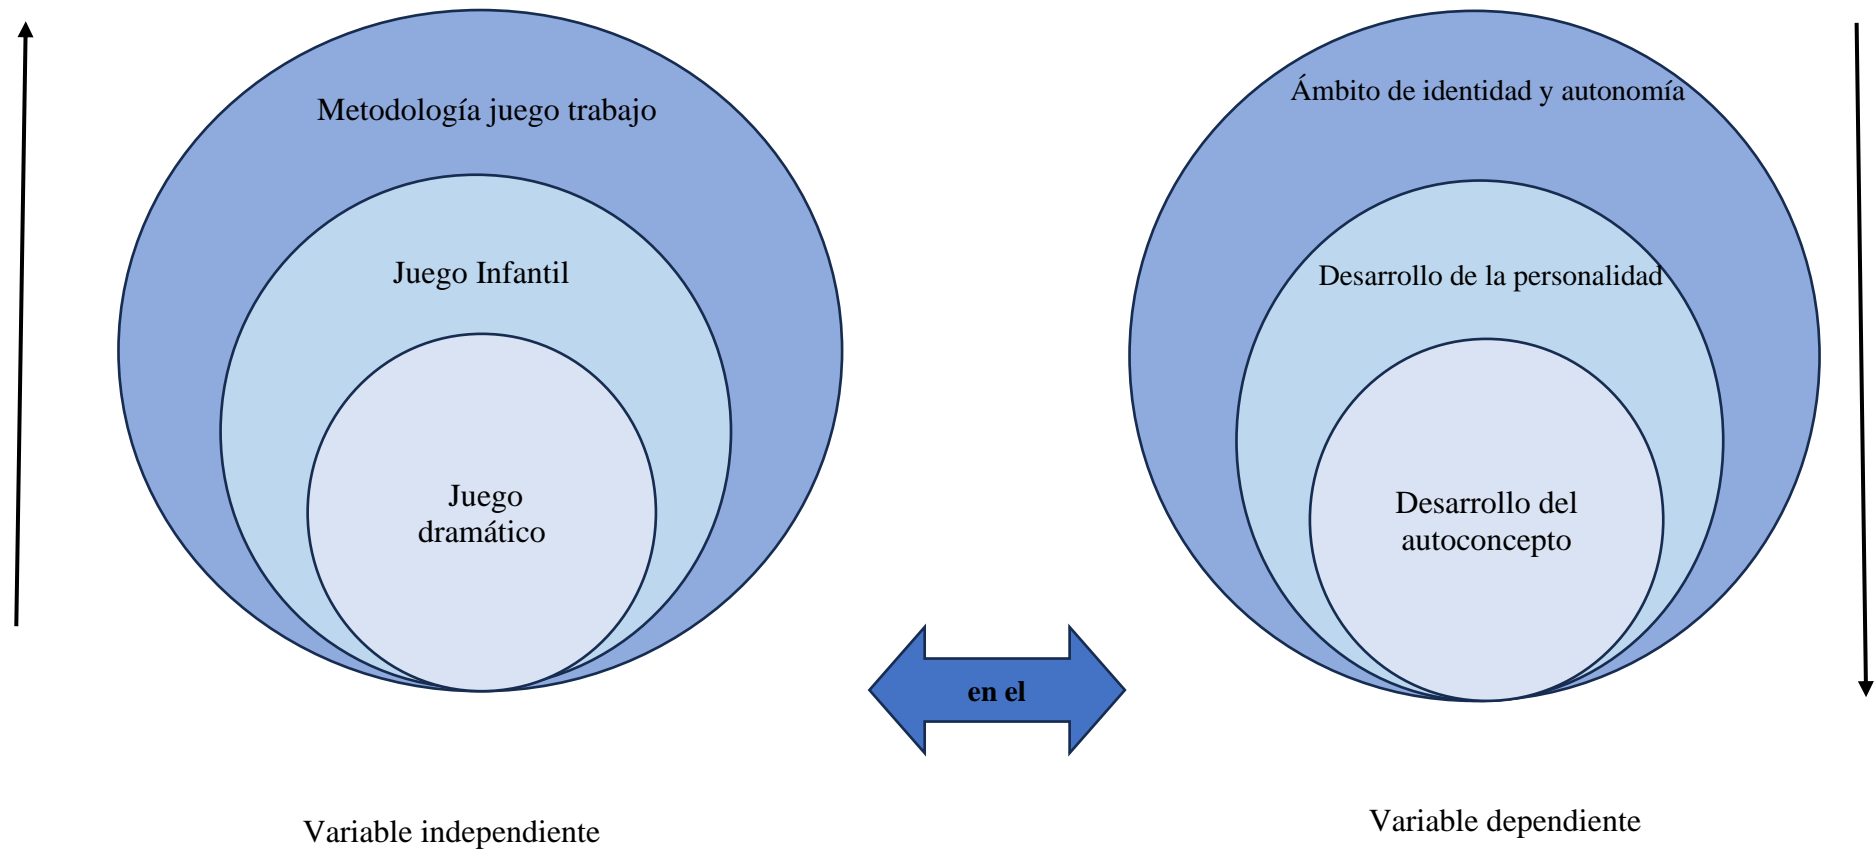 Metodología juego trabajo
Juego Infantil
Juego
dramático
Ámbito de identidad y autonomía
Desarrollo de la personalidad
Desarrollo del
autoconcepto
en el
Variable independiente
Variable dependiente